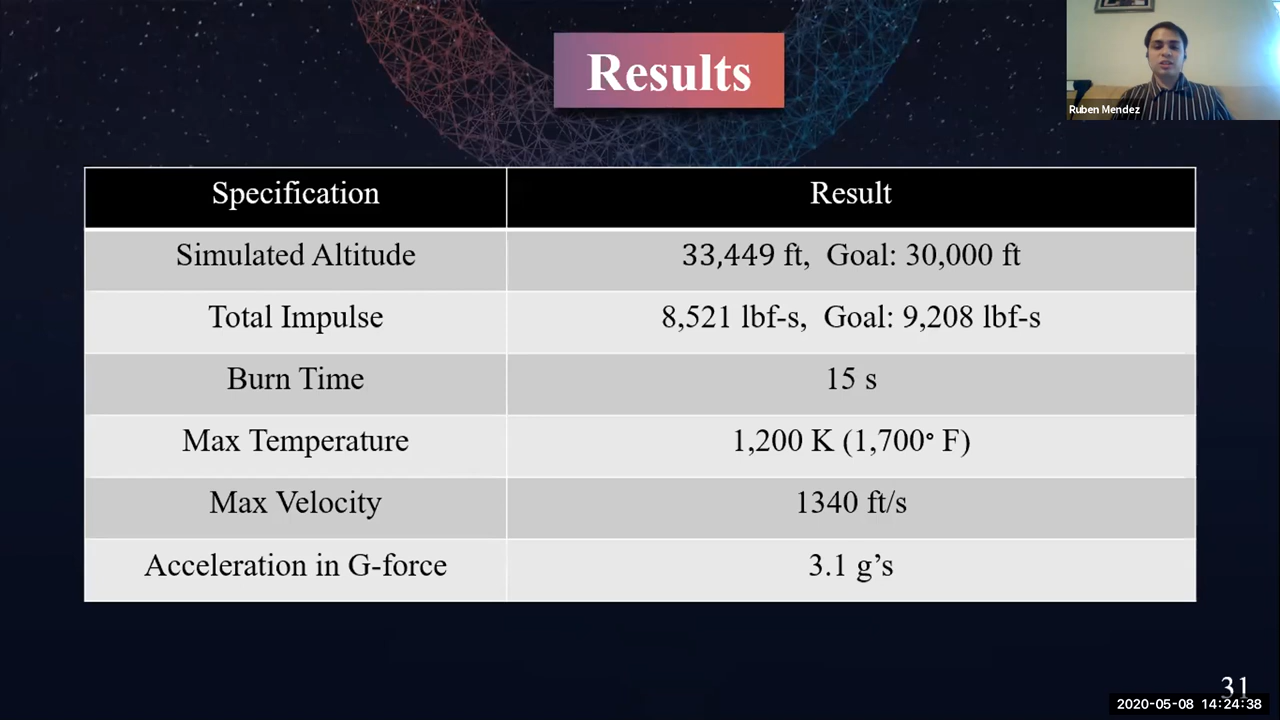 Results
Ruben Mendez
Specification Result
Simulated Altitude 33,449 ft, Goal: 30,000 ft
Total Impulse 8,521 lbf-s, Goal: 9,208 lbf-s
Burn Time 15 s
Max Temperature 1,200 K (1,700° F)
Max Velocity 1340 ft/s
Acceleration in G-force 3.1 g’s
31
2020-05-08 14:24:38